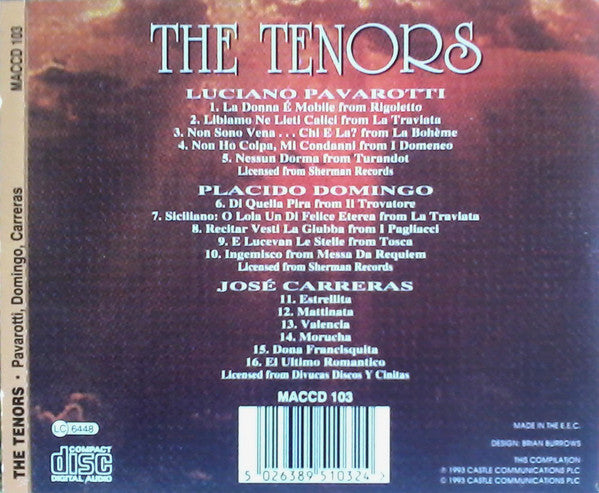 MACCD 103
THE TENORS • Pavarotti, Domingo, Carreras
THE TENORS
LUCIANO PAVAROTTI
1. La Donna É Mobile from Rigoletto
2. Libiamo Ne Lieti Calici from La Traviata
3. Non Sono Vena . . . Chi E La? from La Bohème
4. Non Ho Colpa, Mi Condanni from I Domeneo
5. Nessun Dorma from Turandot
Licensed from Sherman Records
PLACIDO DOMINGO
6. Di Quella Pira from Il Trovatore
7. Siciliano: O Lola Un Di Felice Eterea from La Traviata
8. Recitar Vesti La Giubba from I Pagliacci
9. E Lucevan Le Stelle from Tosca
10. Ingemisco from Messa Da Requiem
Licensed from Sherman Records
JOSÉ CARRERAS
11. Estrellita
12. Mattinata
13. Valencia
14. Morucha
15. Dona Francisquita
16. El Ultimo Romantico
Licensed from Divucas Discos Y Cintas
MACCD 103
LC 6448
COMPACT
disc
DIGITAL AUDIO
5 026389 510324 >
MADE IN THE E.E.C.
DESIGN: BRIAN BURROWS
THIS COMPILATION
℗ 1993 CASTLE COMMUNICATIONS PLC
© 1993 CASTLE COMMUNICATIONS PLC